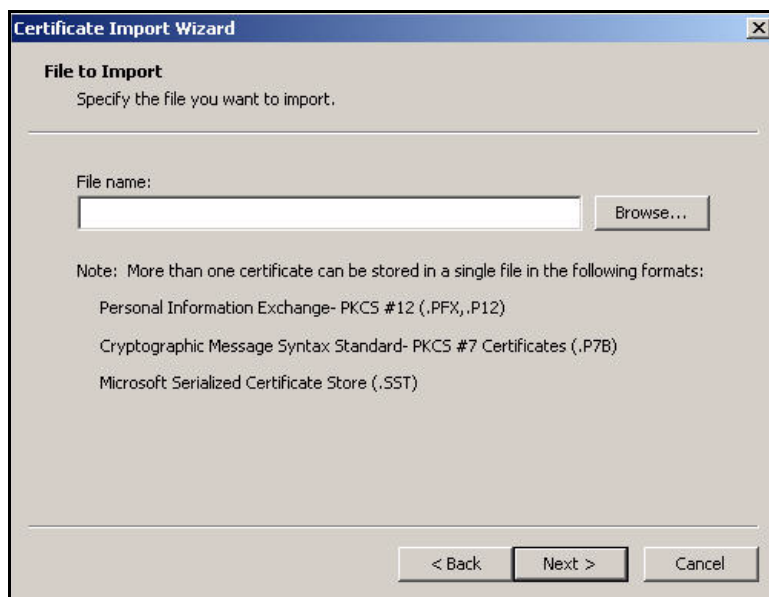 Certificate Import Wizard
File to Import
Specify the file you want to import.
File name:
Browse...
Note:  More than one certificate can be stored in a single file in the following formats:
Personal Information Exchange- PKCS #12 (.PFX,.P12)
Cryptographic Message Syntax Standard- PKCS #7 Certificates (.P7B)
Microsoft Serialized Certificate Store (.SST)
< Back Next > Cancel